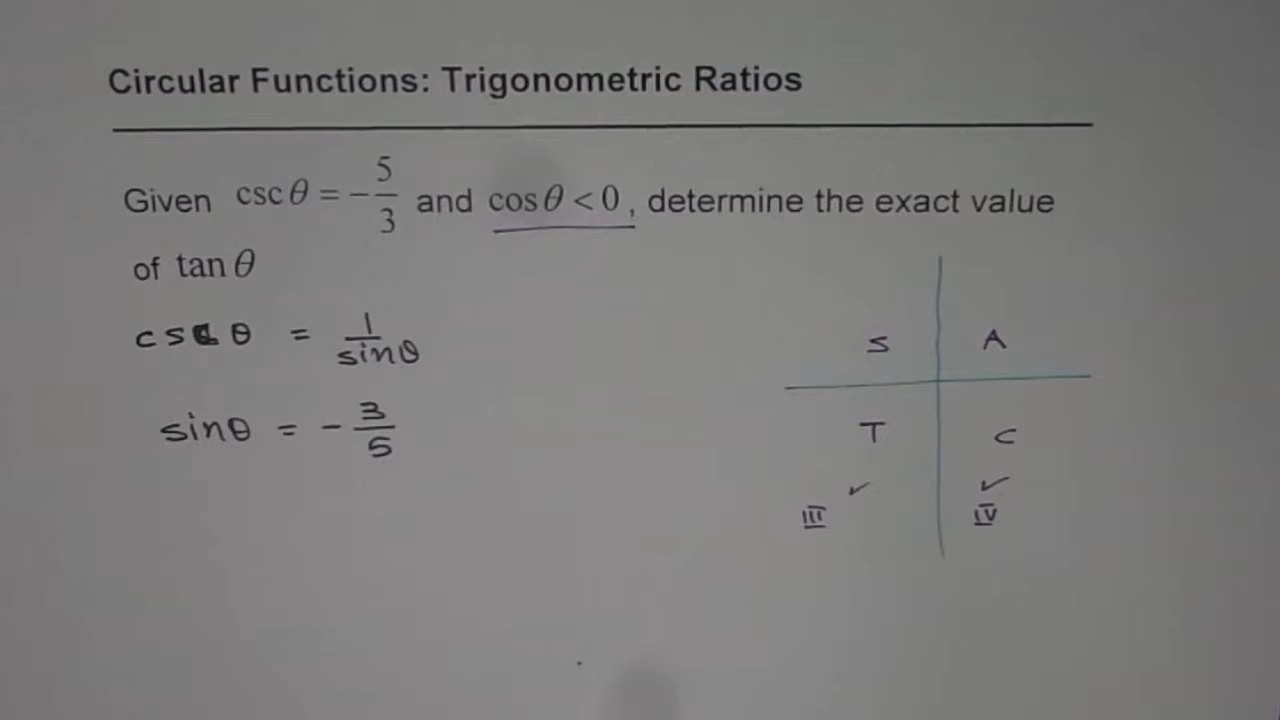 Circular Functions: Trigonometric Ratios
Given csc θ = −5/3 and cos θ < 0, determine the exact value
of tan θ
csc θ = 1/sinθ
sinθ = −3/5
S A
T C
✓ ✓
III IV